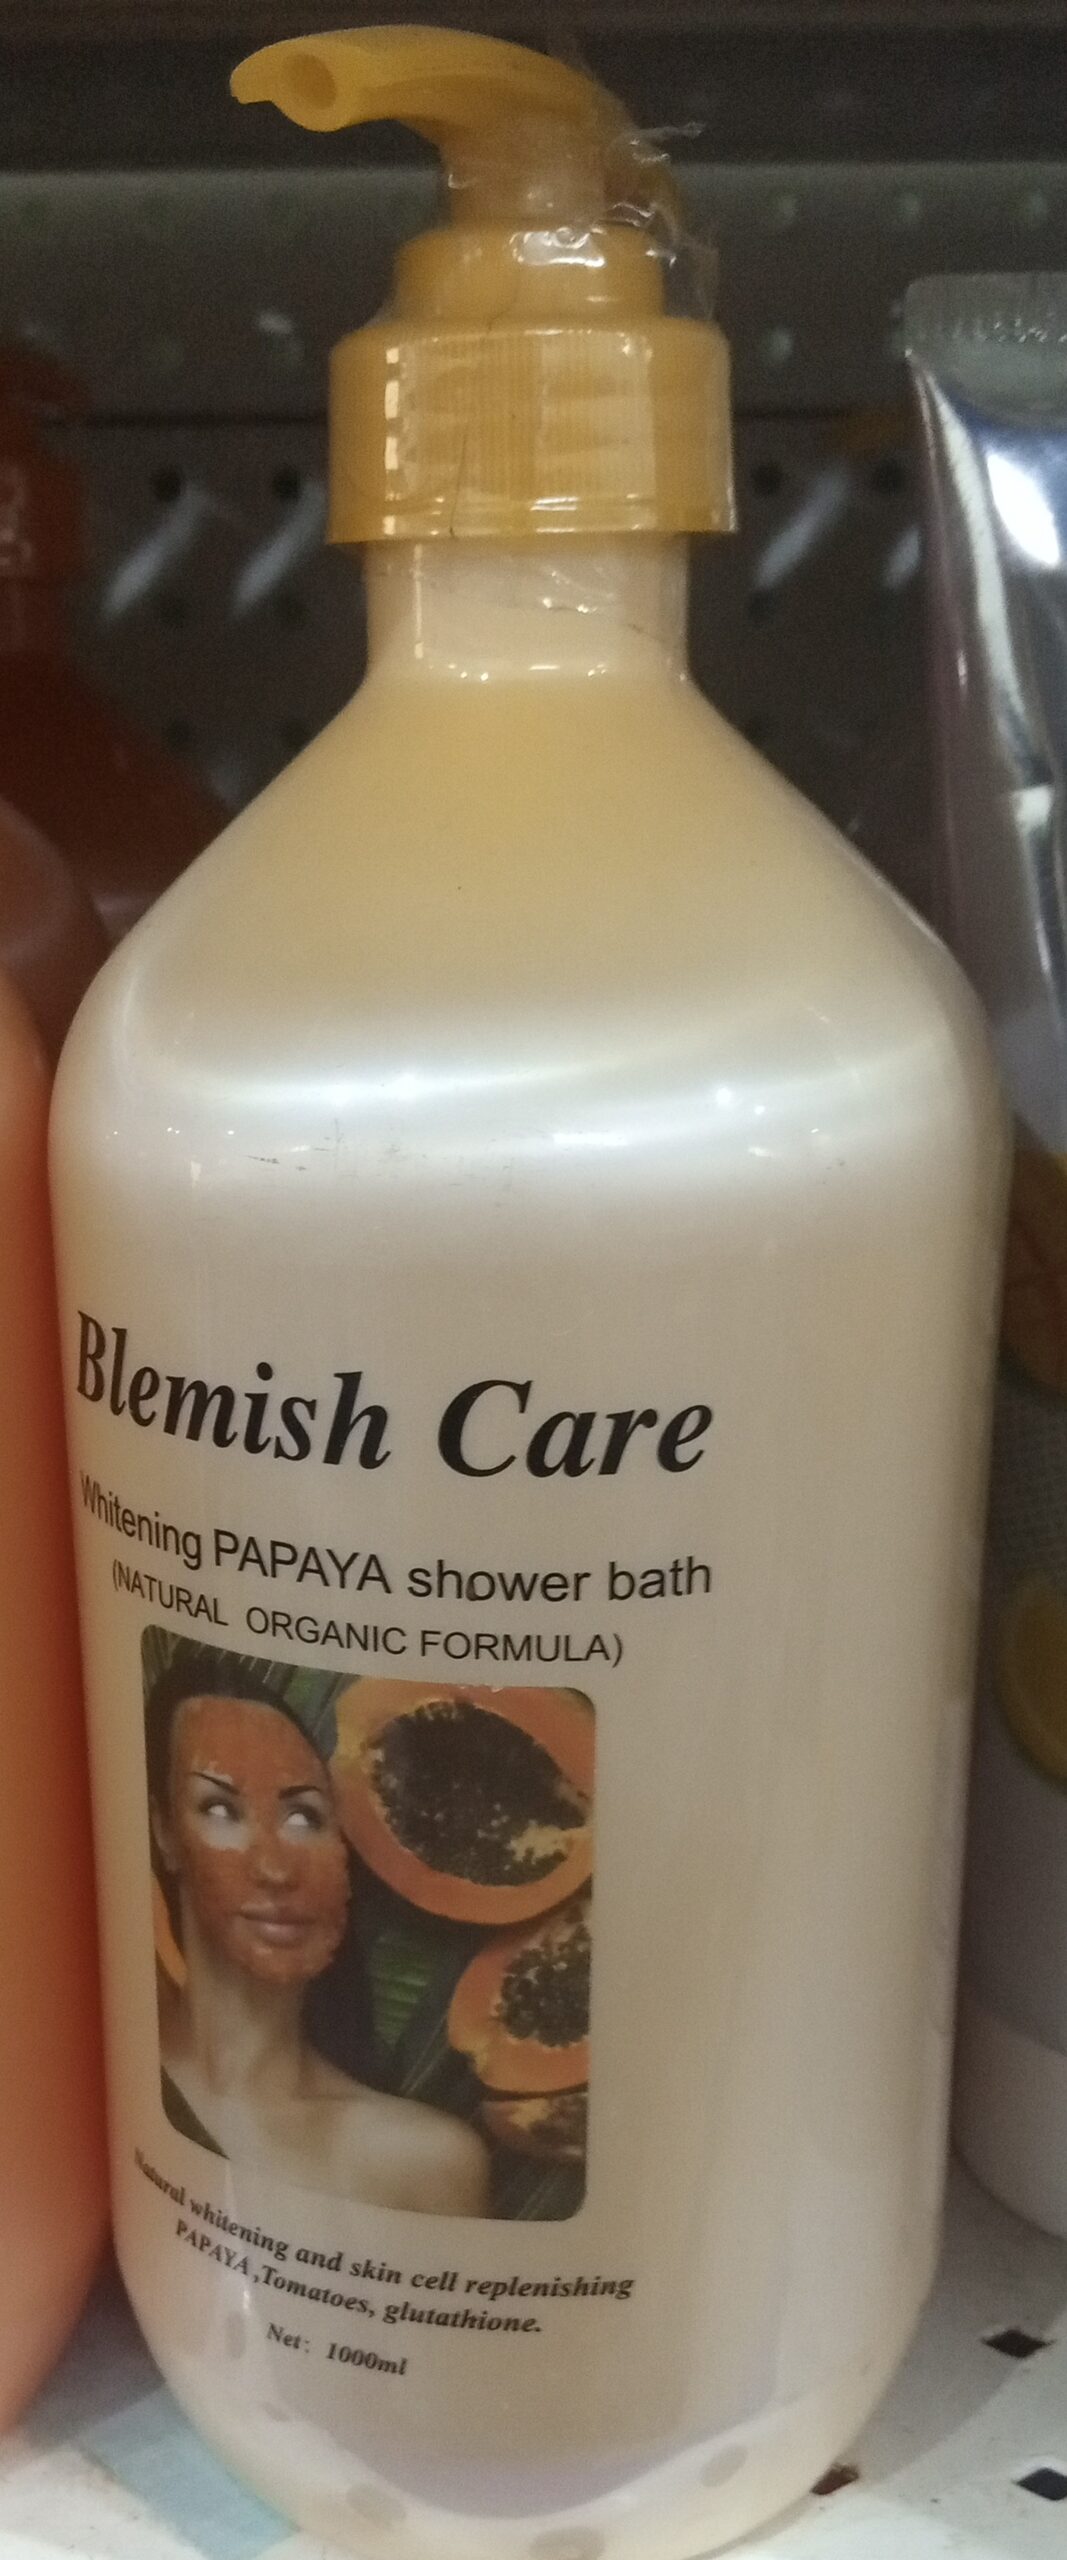 Blemish Care
Whitening PAPAYA shower bath
(NATURAL ORGANIC FORMULA)
Natural whitening and skin cell replenishing
PAPAYA ,Tomatoes, glutathione.
Net: 1000ml